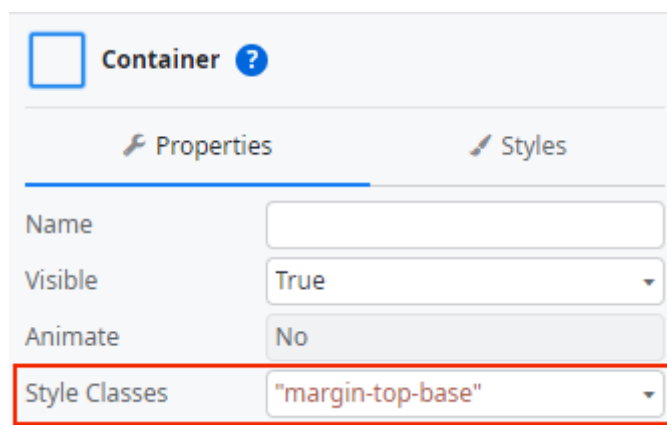 Container ?
Properties Styles
Name
Visible True
Animate No
Style Classes "margin-top-base"